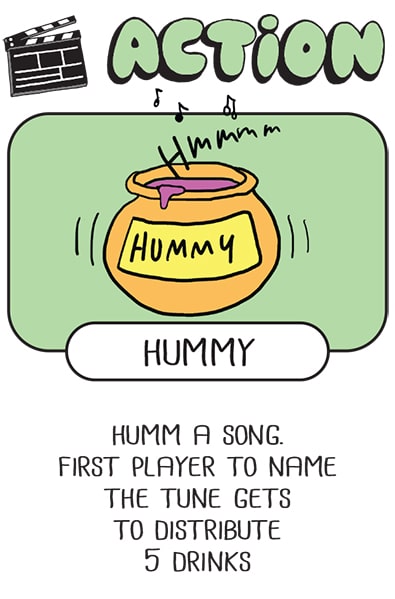 ACTION
Hmmmm
HUMMY
HUMMY
HUMM A SONG.
FIRST PLAYER TO NAME
THE TUNE GETS
TO DISTRIBUTE
5 DRINKS